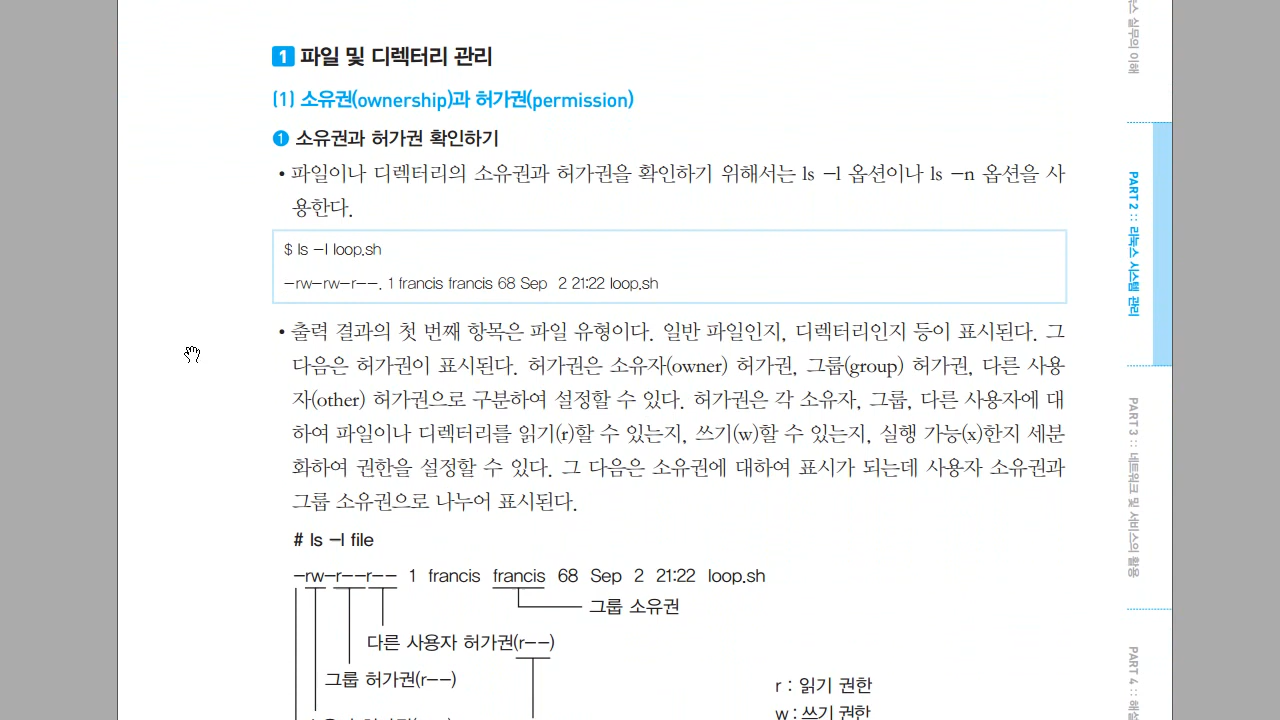 1 파일 및 디렉터리 관리
(1) 소유권(ownership)과 허가권(permission)
1 소유권과 허가권 확인하기
• 파일이나 디렉터리의 소유권과 허가권을 확인하기 위해서는 ls -l 옵션이나 ls -n 옵션을 사
용한다.
$ ls -l loop.sh
-rw-rw-r--. 1 francis francis 68 Sep 2 21:22 loop.sh
• 출력 결과의 첫 번째 항목은 파일 유형이다. 일반 파일인지, 디렉터리인지 등이 표시된다. 그
다음은 허가권이 표시된다. 허가권은 소유자(owner) 허가권, 그룹(group) 허가권, 다른 사용
자(other) 허가권으로 구분하여 설정할 수 있다. 허가권은 각 소유자, 그룹, 다른 사용자에 대
하여 파일이나 디렉터리를 읽기(r)할 수 있는지, 쓰기(w)할 수 있는지, 실행 가능(x)한지 세분
화하여 권한을 설정할 수 있다. 그 다음은 소유권에 대하여 표시가 되는데 사용자 소유권과
그룹 소유권으로 나누어 표시된다.
# ls -l file
-rw-r--r-- 1 francis francis 68 Sep 2 21:22 loop.sh
그룹 소유권
다른 사용자 허가권(r--)
그룹 허가권(r--)
r : 읽기 권한
w : 쓰기 권한
실무의 이해
PART 2 :: 리눅스 시스템 관리
PART 3 :: 네트워크 및 서비스의 활용
PART 4 ::